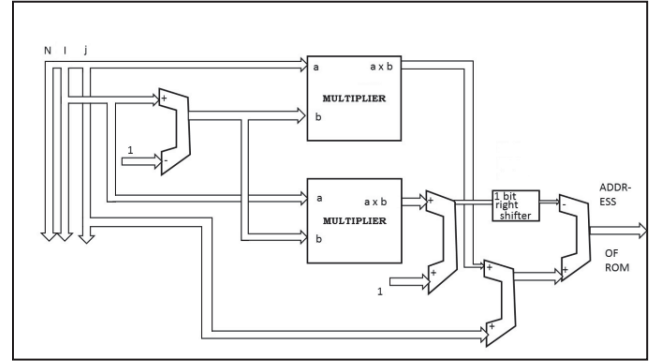 N I j
a a x b
MULTIPLIER
b
+
1
-
a a x b
MULTIPLIER
b
+
+
1
1 bit
right
shifter
-
+
ADDR-
ESS
OF
ROM
+
+